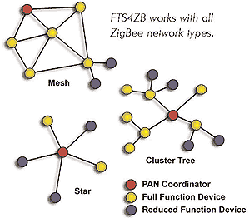 FTS4ZB works with all
ZigBee network types.
Mesh
Cluster Tree
Star
PAN Coordinator
Full Function Device
Reduced Function Device